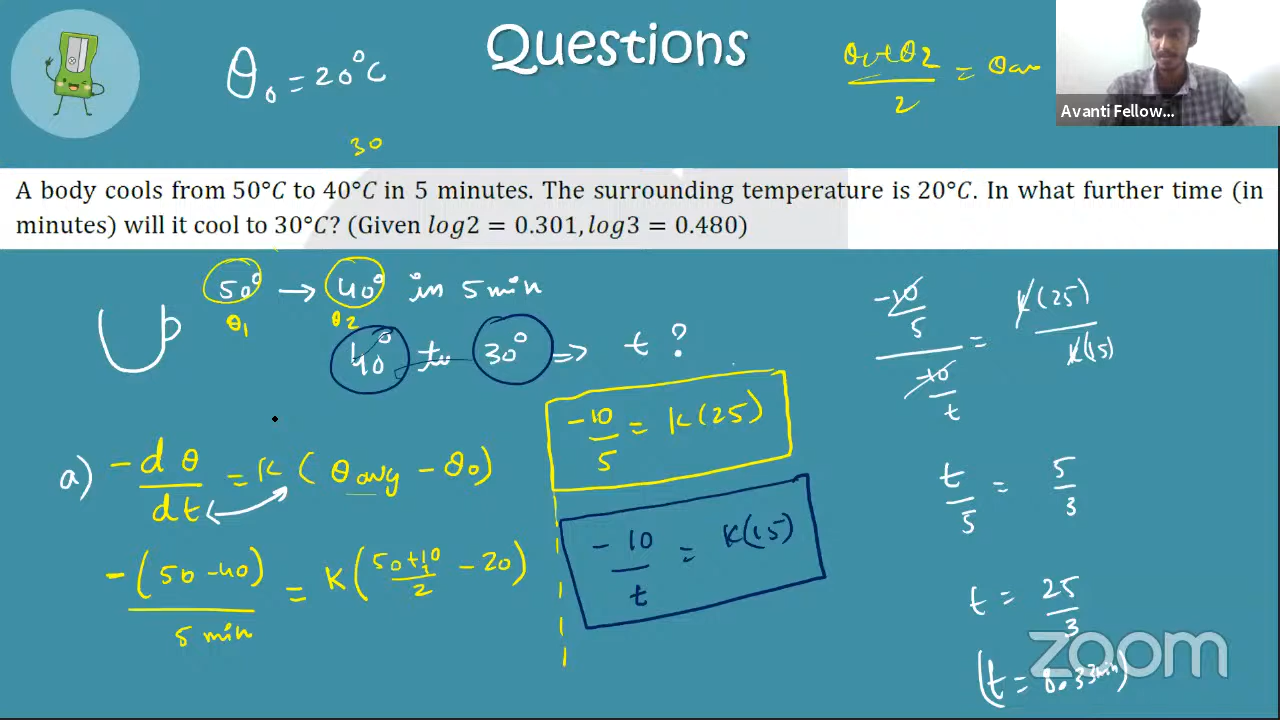 Questions
θ₀ = 20°C
30
θ₁+θ2 / 2 = θav
Avanti Fellow...
A body cools from 50°C to 40°C in 5 minutes. The surrounding temperature is 20°C. In what further time (in
minutes) will it cool to 30°C? (Given log2 = 0.301, log3 = 0.480)
50° → 40° in 5 min
θ₁ θ2
40° to 30° => t ?
a) -dθ/dt = K (θavg - θ₀)
-(50-40) / 5 min = K( / 2 - 20)
-10/5 = K(25)
-10/t = K(15)
-10/5 / -10/t = K(25) / K(15)
t/5 = 5/3
t = 25/3
(t = 8.33min)
zoom